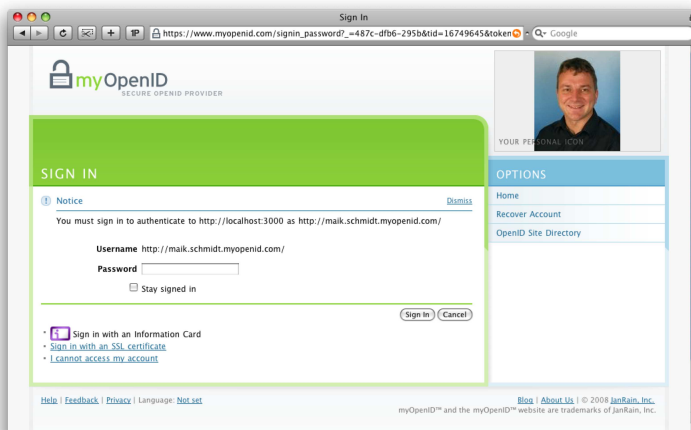 Sign In
1P
https://www.myopenid.com/signin_password?_=487c-dfb6-295b&tid=16749645&token
Google
myOpenID
SECURE OPENID PROVIDER
YOUR PERSONAL ICON
SIGN IN
Notice
Dismiss
You must sign in to authenticate to http://localhost:3000 as http://maik.schmidt.myopenid.com/
Username http://maik.schmidt.myopenid.com/
Password
Stay signed in
Sign In Cancel
Sign in with an Information Card
Sign in with an SSL certificate
I cannot access my account
OPTIONS
Home
Recover Account
OpenID Site Directory
Help | Feedback | Privacy | Language: Not set
Blog | About Us | © 2008 JanRain, Inc.
myOpenID™ and the myOpenID™ website are trademarks of JanRain, Inc.